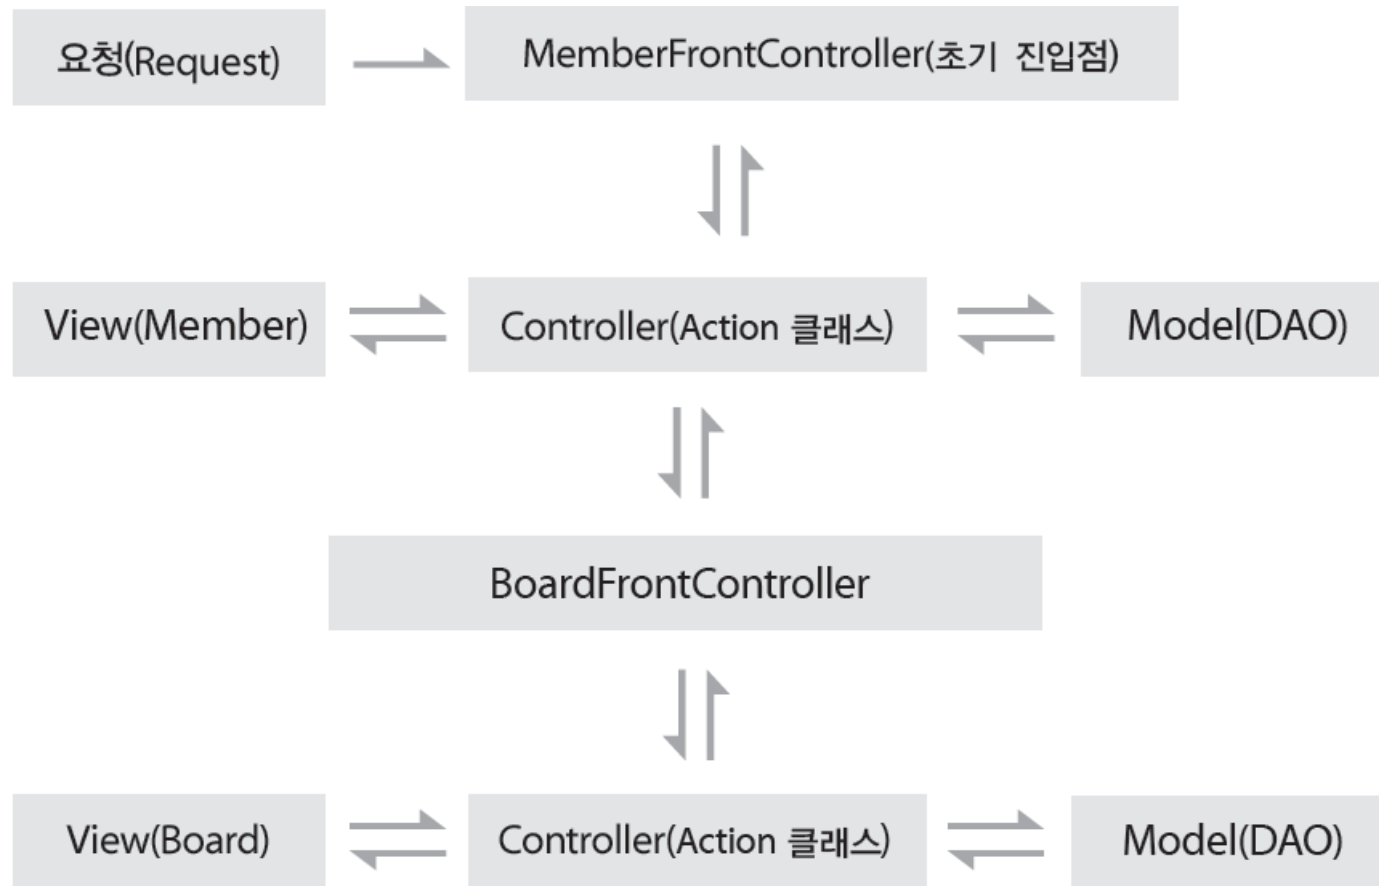 요청(Request)
MemberFrontController(초기 진입점)
View(Member)
Controller(Action 클래스)
Model(DAO)
BoardFrontController
View(Board)
Controller(Action 클래스)
Model(DAO)